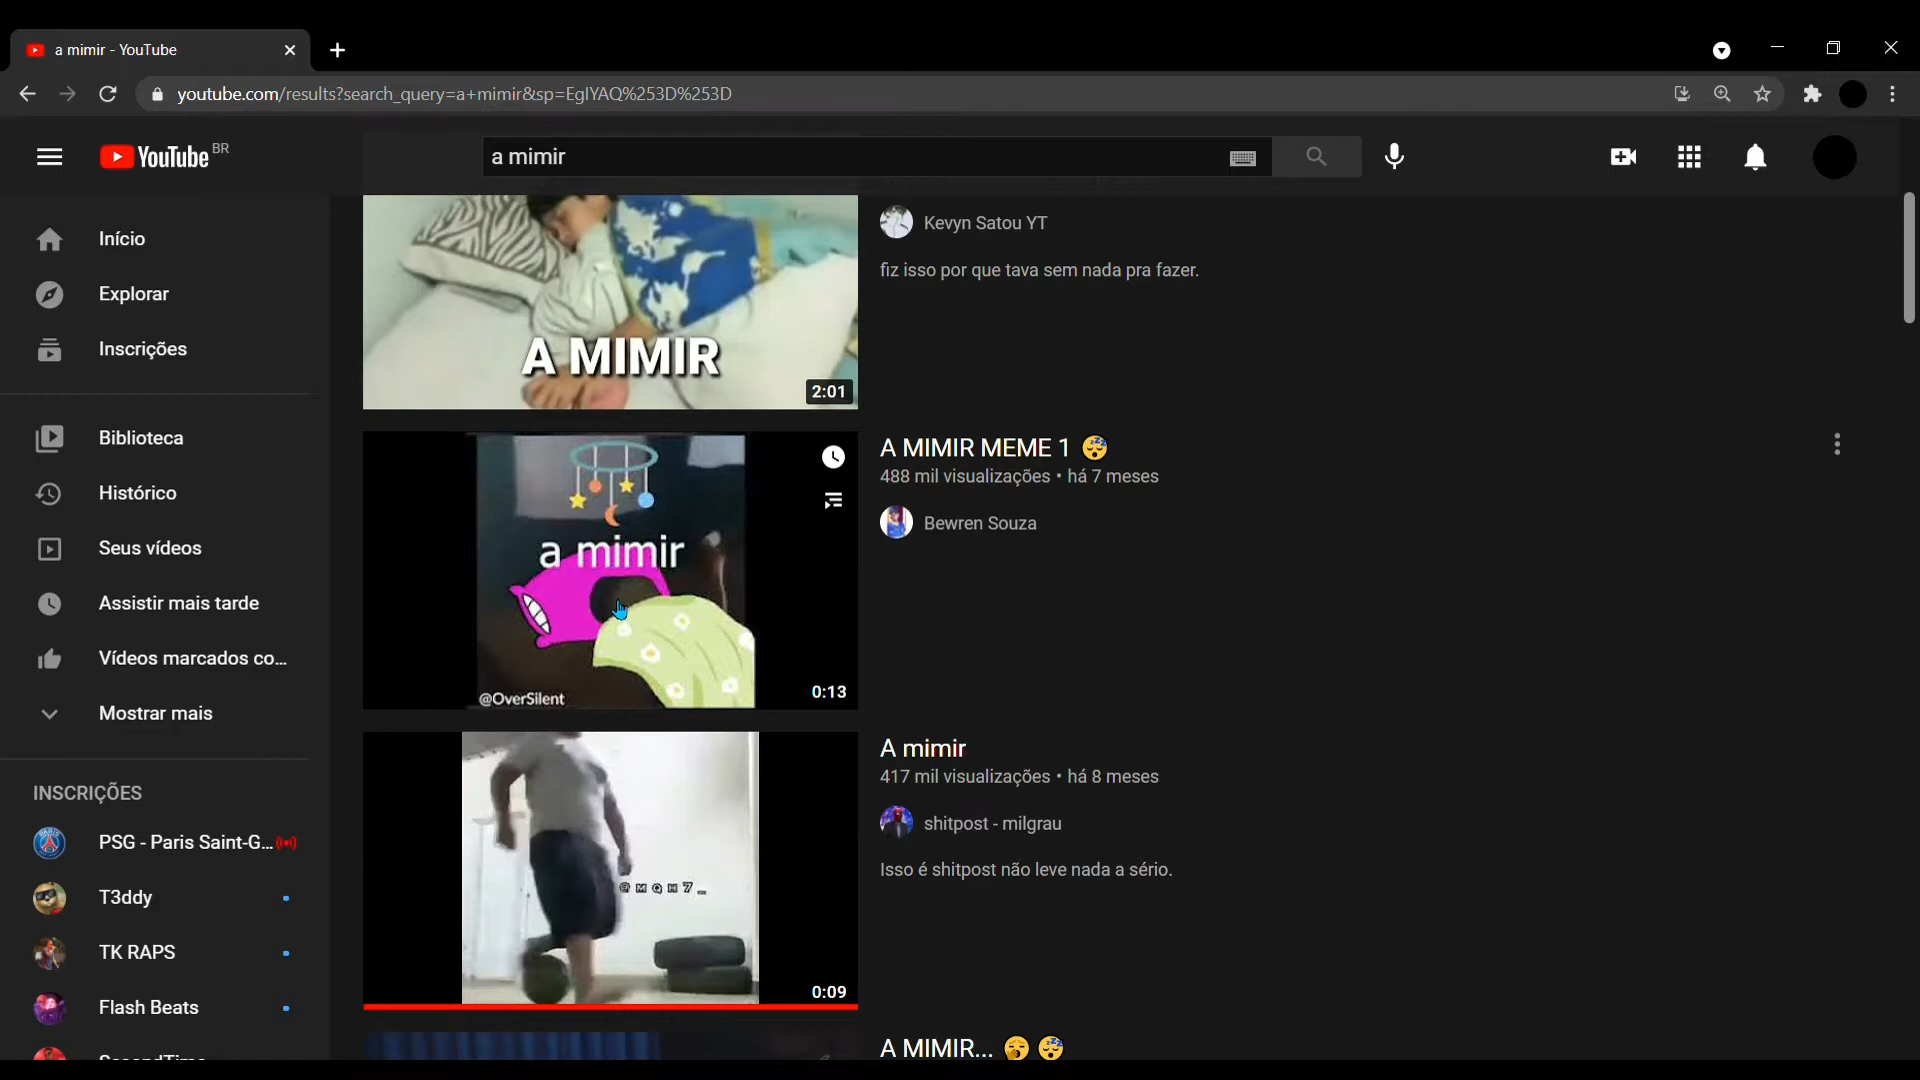 a mimir - YouTube
youtube.com/results?search_query=a+mimir&sp=EgIYAQ%253D%253D
YouTube BR
a mimir
Início
Explorar
Inscrições
Biblioteca
Histórico
Seus vídeos
Assistir mais tarde
Vídeos marcados co...
Mostrar mais
INSCRIÇÕES
PSG - Paris Saint-G...
T3ddy
TK RAPS
Flash Beats
A MIMIR
2:01
Kevyn Satou YT
fiz isso por que tava sem nada pra fazer.
a mimir
@OverSilent
0:13
A MIMIR MEME 1 😴
488 mil visualizações • há 7 meses
Bewren Souza
@MQH7_
0:09
A mimir
417 mil visualizações • há 8 meses
shitpost - milgrau
Isso é shitpost não leve nada a sério.
A MIMIR... 🥱 😴